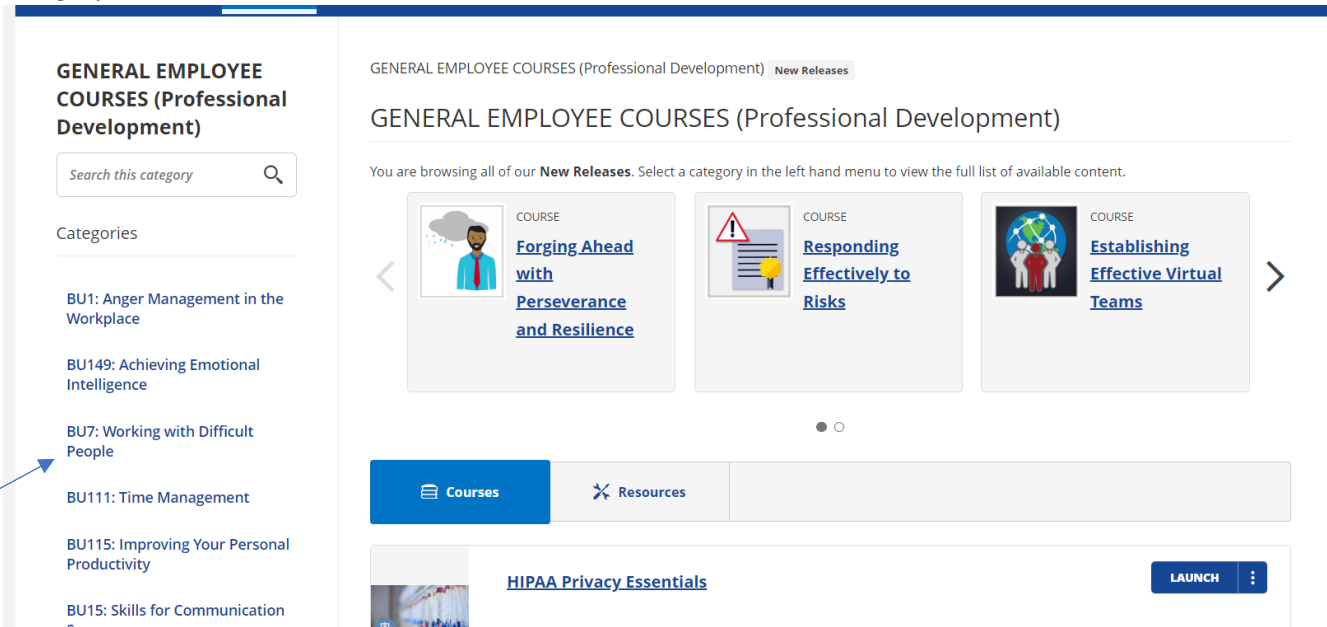 GENERAL EMPLOYEE
COURSES (Professional
Development)
Search this category
Categories
BU1: Anger Management in the
Workplace
BU149: Achieving Emotional
Intelligence
BU7: Working with Difficult
People
BU111: Time Management
BU115: Improving Your Personal
Productivity
BU15: Skills for Communication
GENERAL EMPLOYEE COURSES (Professional Development) New Releases
GENERAL EMPLOYEE COURSES (Professional Development)
You are browsing all of our New Releases. Select a category in the left hand menu to view the full list of available content.
COURSE
Forging Ahead
with
Perseverance
and Resilience
COURSE
Responding
Effectively to
Risks
COURSE
Establishing
Effective Virtual
Teams
Courses
Resources
HIPAA Privacy Essentials
LAUNCH